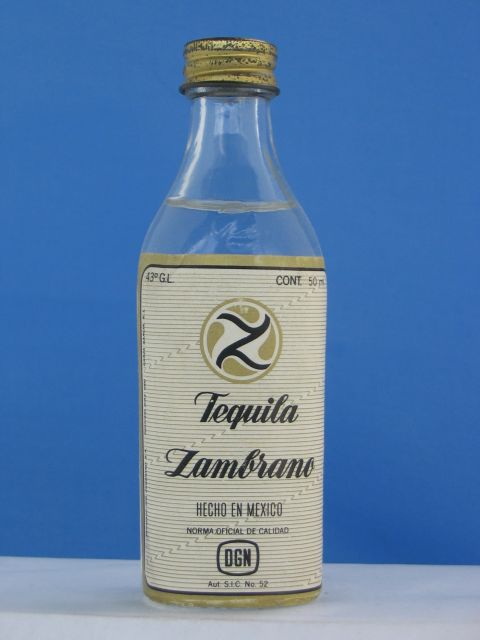 43º G.L. CONT. 50 m
Z
Tequila
Zambrano
HECHO EN MEXICO
NORMA OFICIAL DE CALIDAD
DGN
Aut. S.I.C. No. 52